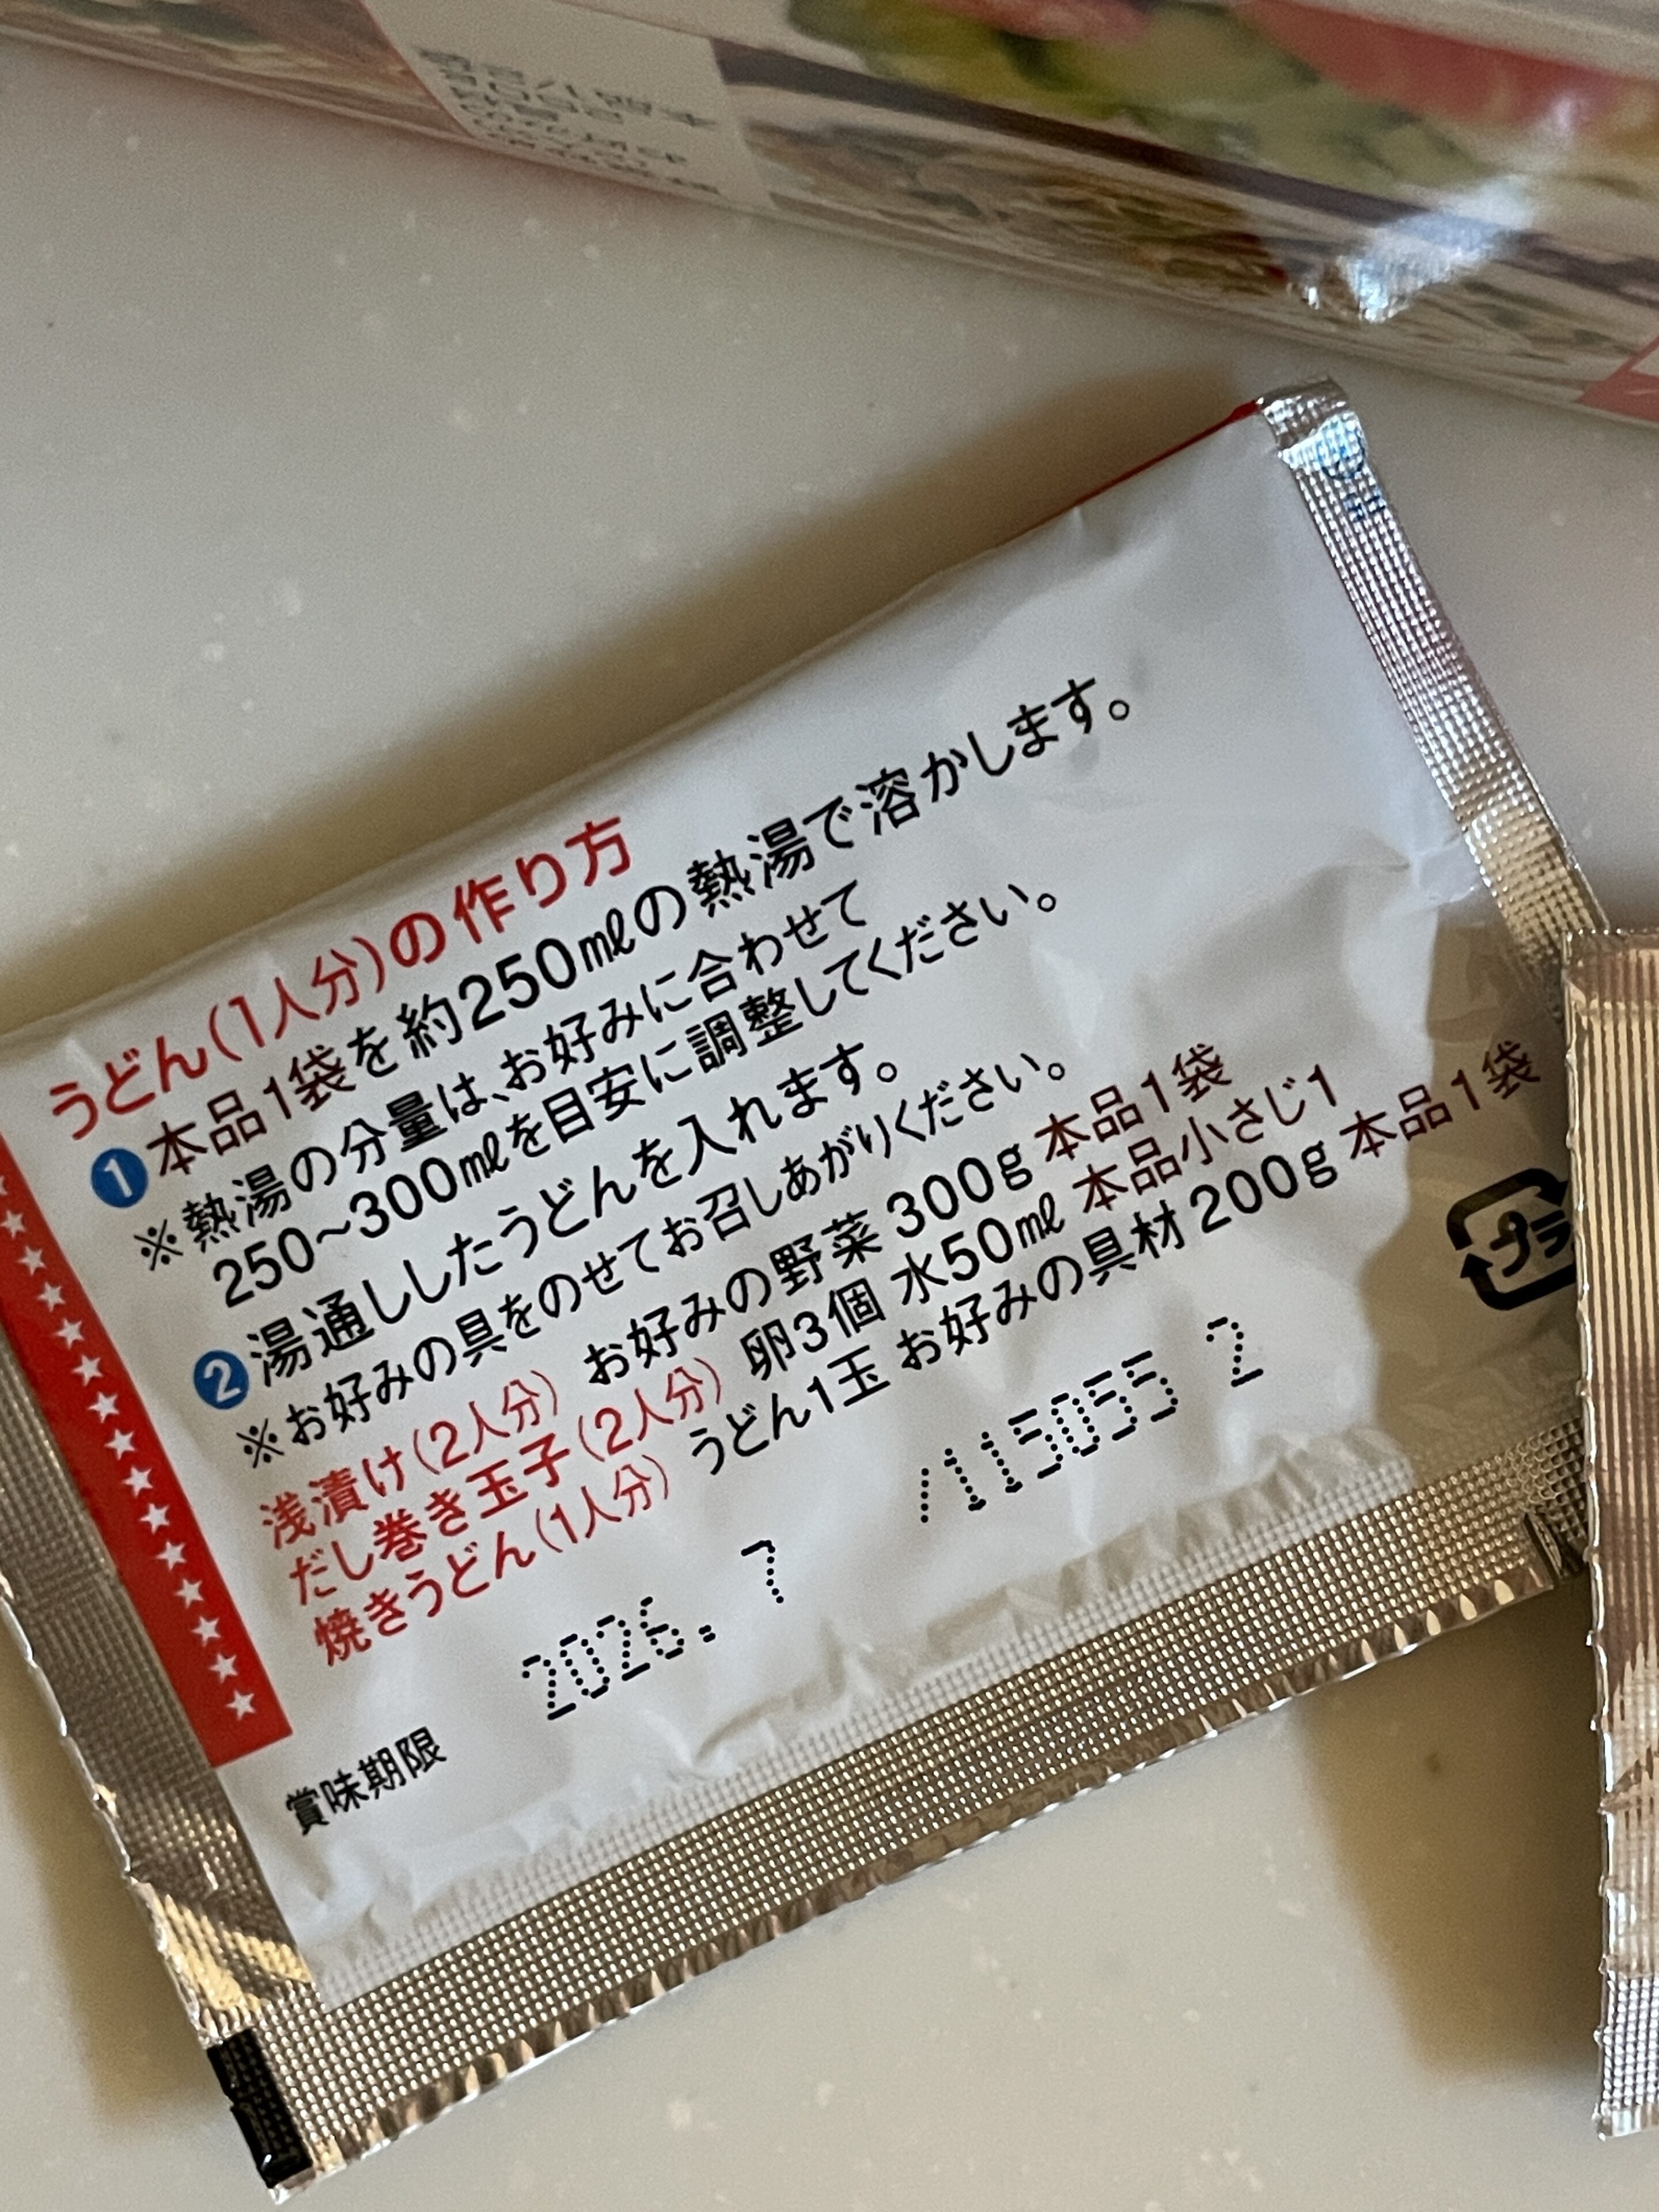 うどん(1人分)の作り方
❶本品1袋を約250㎖の熱湯で溶かします。
※熱湯の分量は、お好みに合わせて
250~300㎖を目安に調整してください。
❷湯通ししたうどんを入れます。
※お好みの具をのせてお召しあがりください。
浅漬け(2人分) お好みの野菜 300g 本品1袋
だし巻き玉子(2人分) 卵3個 水50㎖ 本品小さじ1
焼きうどん(1人分) うどん1玉 お好みの具材 200g 本品1袋
プラ
賞味期限 2026. 7 /115055 2